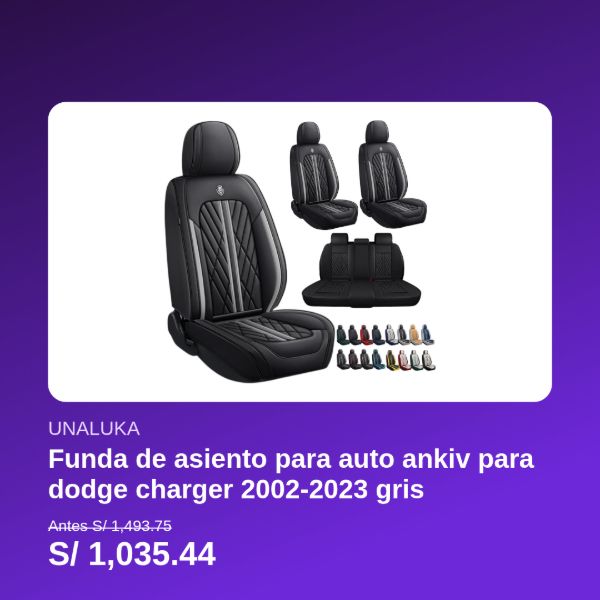 UNALUKA
Funda de asiento para auto ankiv para
dodge charger 2002-2023 gris
Antes S/ 1,493.75
S/ 1,035.44